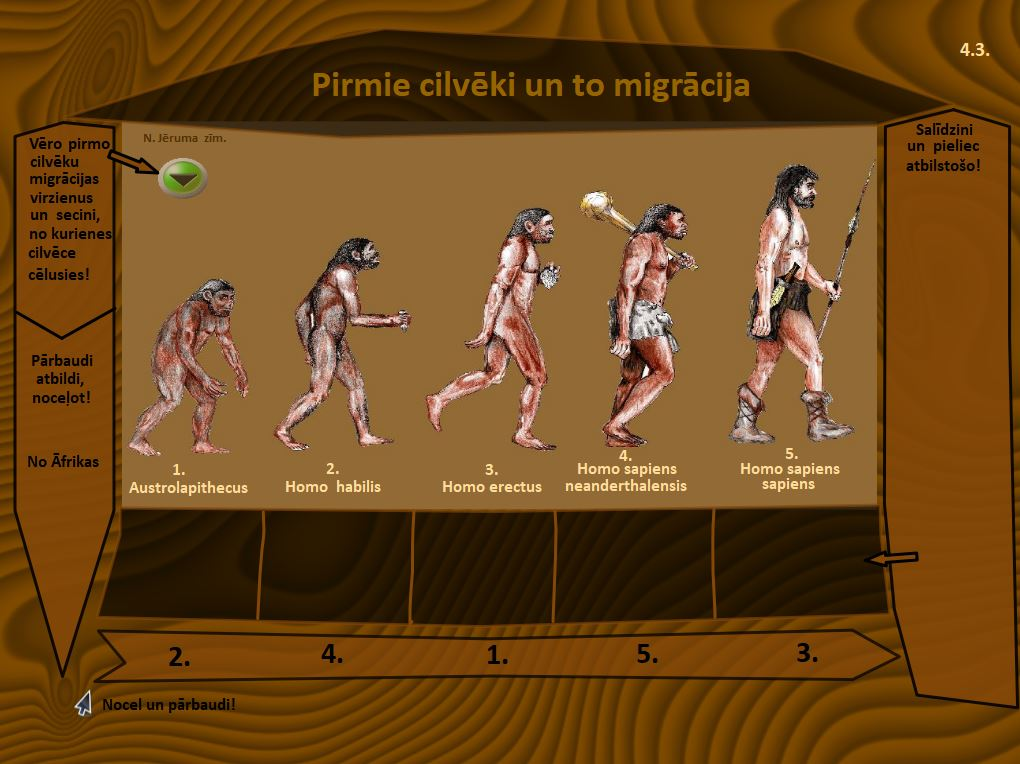 4.3.
Pirmie cilvēki un to migrācija
Vēro pirmo
cilvēku
migrācijas
virzienus
un secini,
no kurienes
cilvēce
cēlusies!
Pārbaudi
atbildi,
noceļot!
No Āfrikas
N. Jēruma zīm.
Salīdzini
un pieliec
atbilstošo!
1.
Austrolapithecus
2.
Homo habilis
3.
Homo erectus
4.
Homo sapiens
neanderthalensis
5.
Homo sapiens
sapiens
2. 4. 1. 5. 3.
Nocel un pārbaudi!